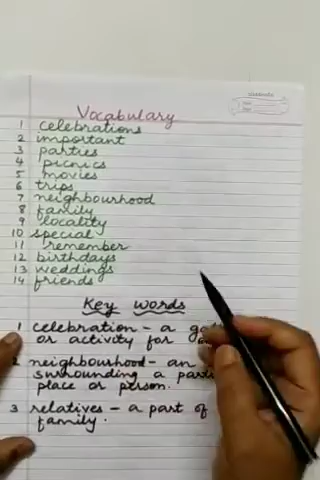 Vocabulary
1 celebrations
2 important
3 parties
4 picnics
5 movies
6 trips
7 neighbourhood
8 family
9 locality
10 special
11 remember
12 birthdays
13 weddings
14 friends
Key words
1 celebration - a
or activity for
2 neighbourhood - an
surrounding a
place or person.
3 relatives - a part of
family.